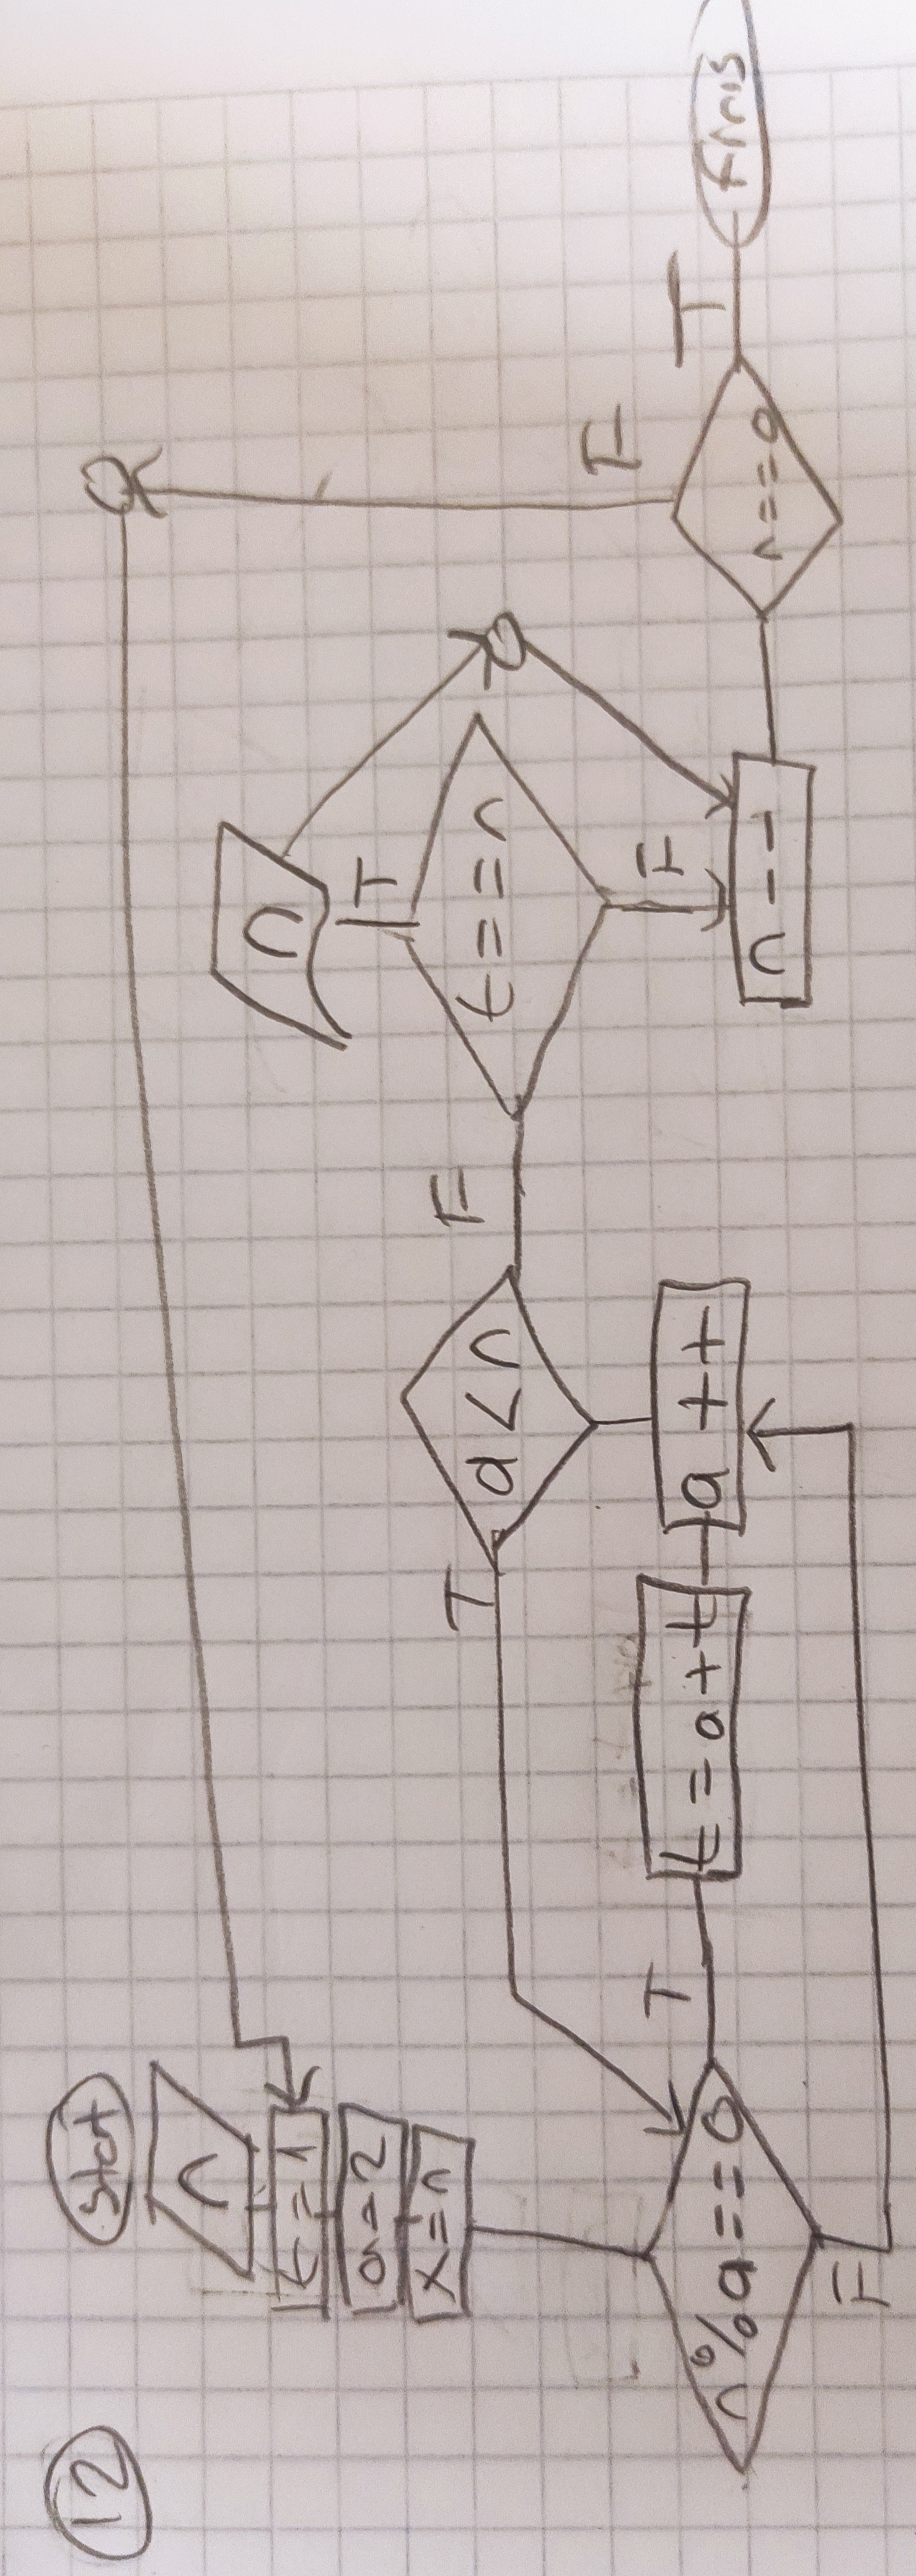 12
Start
n
t = 1
a = 2
x = n
n % a == 0
T
F
t = a + t
a ++
a < n
T
F
t == n
T
n
F
n --
n == 0
F
T
Finis